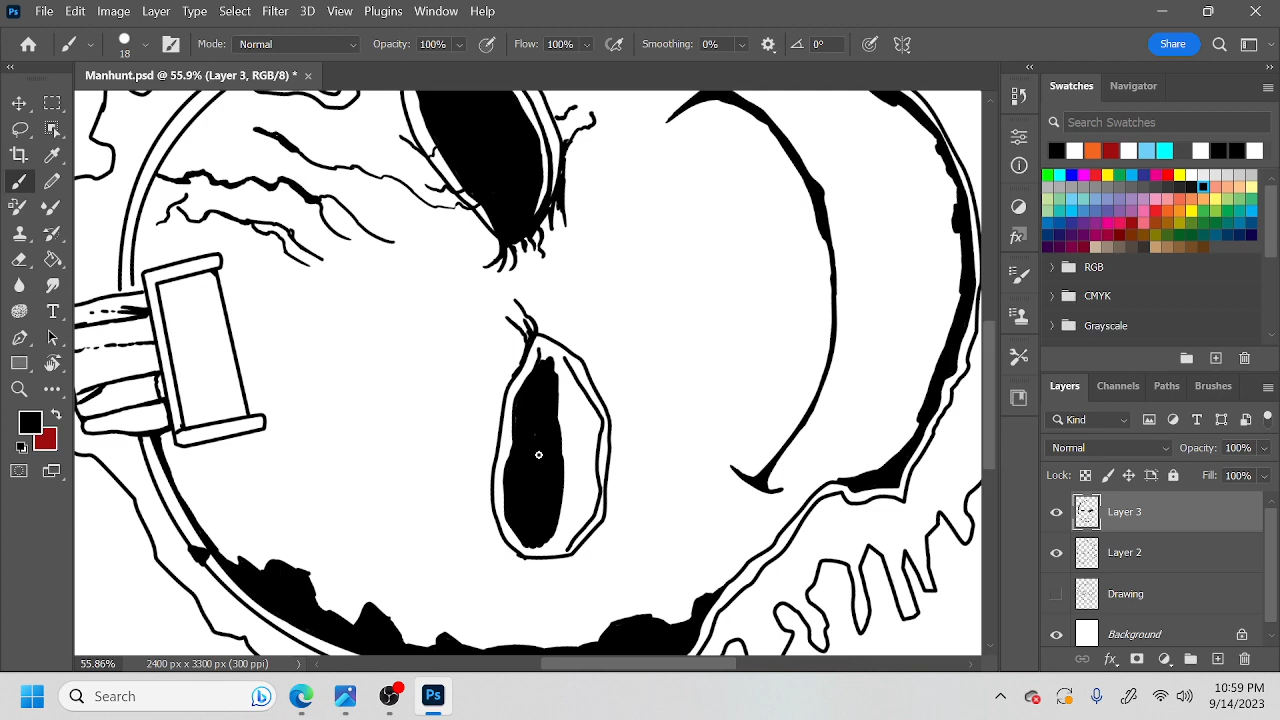 Ps File Edit Image Layer Type Select Filter 3D View Plugins Window Help
18 Mode: Normal Opacity: 100% Flow: 100% Smoothing: 0% 0° Share
Manhunt.psd @ 55.9% (Layer 3, RGB/8) * ×
Swatches Navigator
Search Swatches
RGB
CMYK
Grayscale
Layers Channels Paths Brushes
Kind
Normal Opacity: 100%
Lock: Fill: 100%
Layer 3
Layer 2
Drawing
Background
55.86% 2400 px x 3300 px (300 ppi)
Search Ps
10:59 PM
9/14/2023